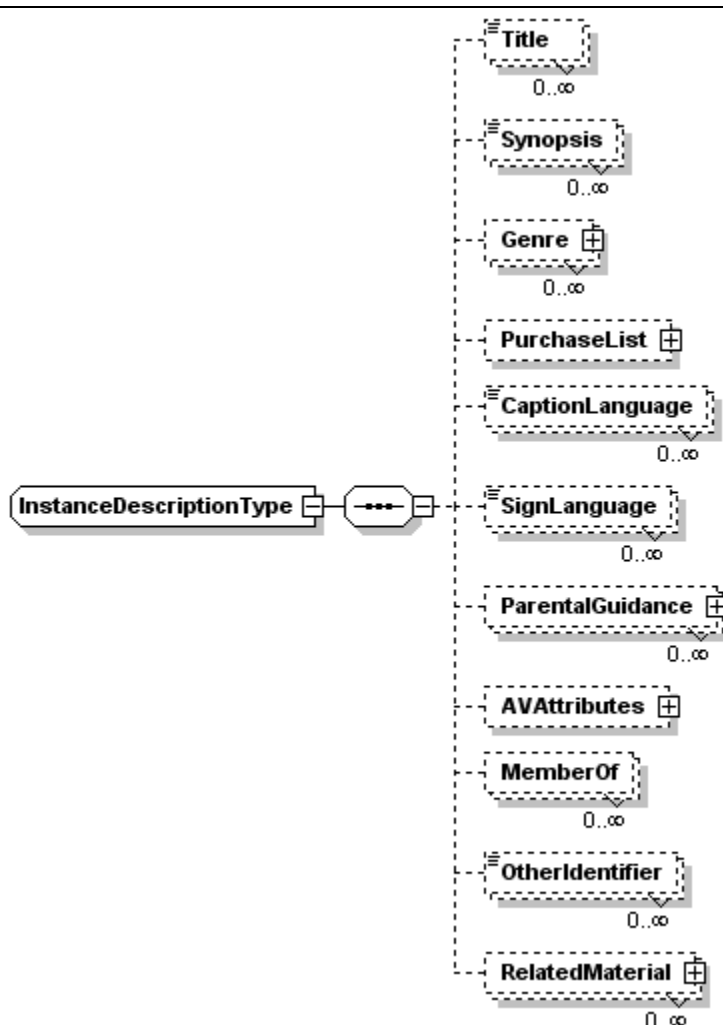 Title
0..∞
Synopsis
0..∞
Genre
0..∞
PurchaseList
CaptionLanguage
0..∞
InstanceDescriptionType
SignLanguage
0..∞
ParentalGuidance
0..∞
AVAttributes
MemberOf
0..∞
OtherIdentifier
0..∞
RelatedMaterial
0..∞